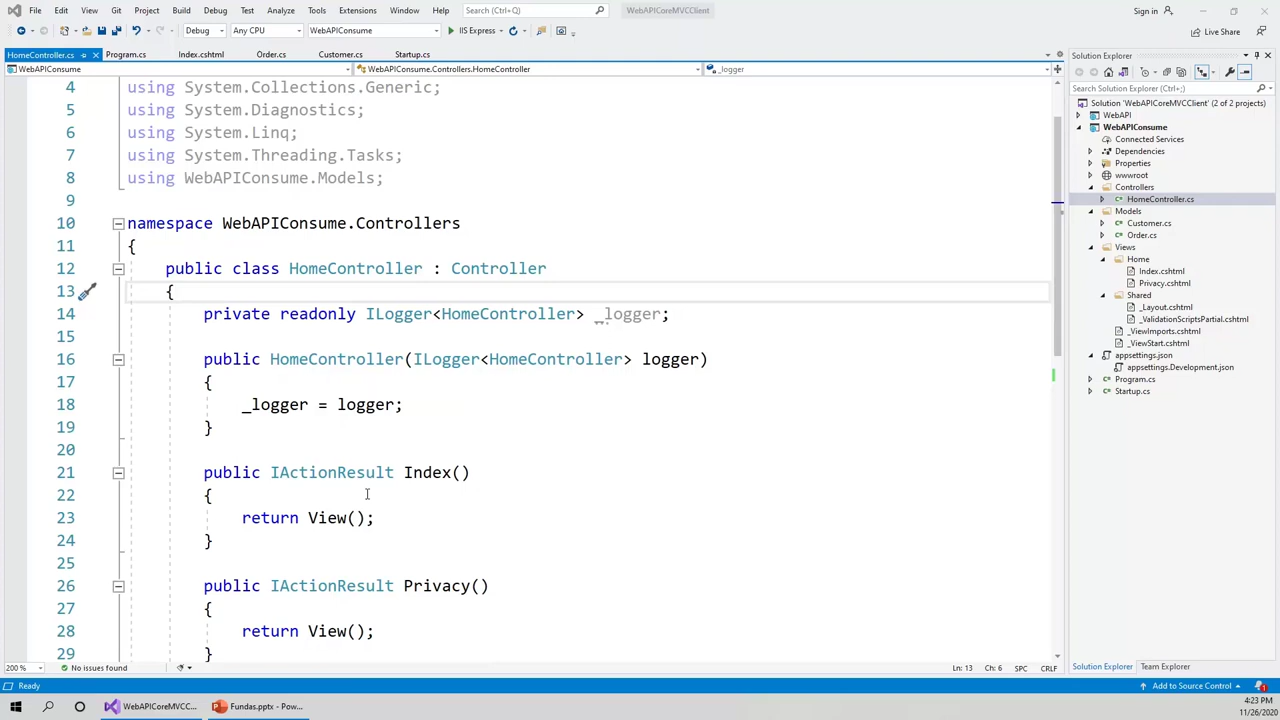 File Edit View Git Project Build Debug Test Analyze Tools Extensions Window Help Search (Ctrl+Q) WebAPICoreMVCClient Sign in
Debug Any CPU WebAPIConsume IIS Express Live Share
HomeController.cs Program.cs Index.cshtml Order.cs Customer.cs Startup.cs
WebAPIConsume WebAPIConsume.Controllers.HomeController _logger
4 using System.Collections.Generic;
5 using System.Diagnostics;
6 using System.Linq;
7 using System.Threading.Tasks;
8 using WebAPIConsume.Models;
9
10 namespace WebAPIConsume.Controllers
11 {
12 public class HomeController : Controller
13 {
14 private readonly ILogger<HomeController> _logger;
15
16 public HomeController(ILogger<HomeController> logger)
17 {
18 _logger = logger;
19 }
20
21 public IActionResult Index()
22 {
23 return View();
24 }
25
26 public IActionResult Privacy()
27 {
28 return View();
29 }
200 % No issues found Ln: 13 Ch: 6 SPC CRLF
Solution Explorer
Search Solution Explorer (Ctrl+;)
Solution 'WebAPICoreMVCClient' (2 of 2 projects)
WebAPI
WebAPIConsume
Connected Services
Dependencies
Properties
wwwroot
Controllers
HomeController.cs
Models
Customer.cs
Order.cs
Views
Home
Index.cshtml
Privacy.cshtml
Shared
_Layout.cshtml
_ValidationScriptsPartial.cshtml
_ViewImports.cshtml
_ViewStart.cshtml
appsettings.json
appsettings.Development.json
Program.cs
Startup.cs
Solution Explorer Team Explorer
Ready Add to Source Control 1
WebAPICoreMVCC... Fundas.pptx - Pow... 4:23 PM
11/26/2020